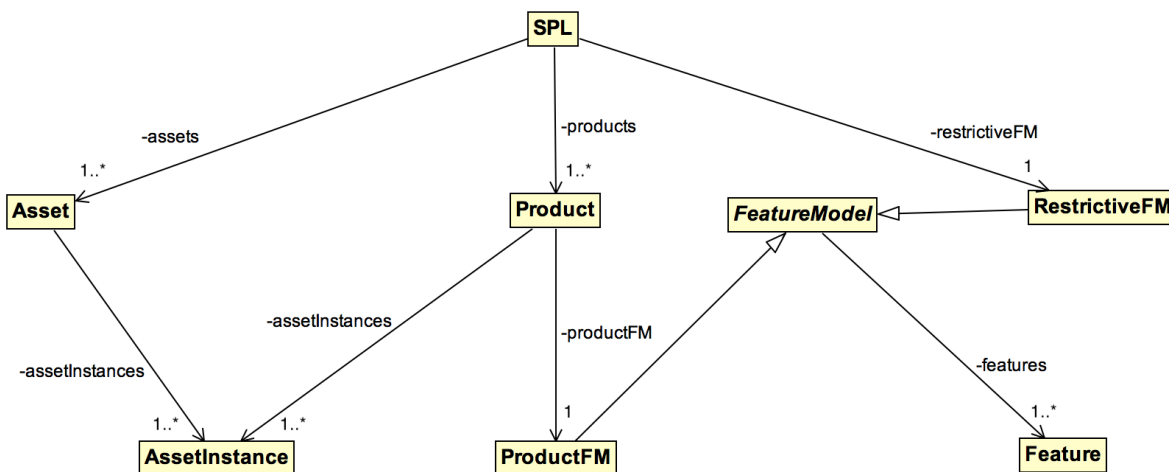 SPL
-assets
-products
-restrictiveFM
1..*
1..*
1
Asset
Product
FeatureModel
RestrictiveFM
-assetInstances
-productFM
-assetInstances
-features
1..*
1..*
1
1..*
AssetInstance
ProductFM
Feature